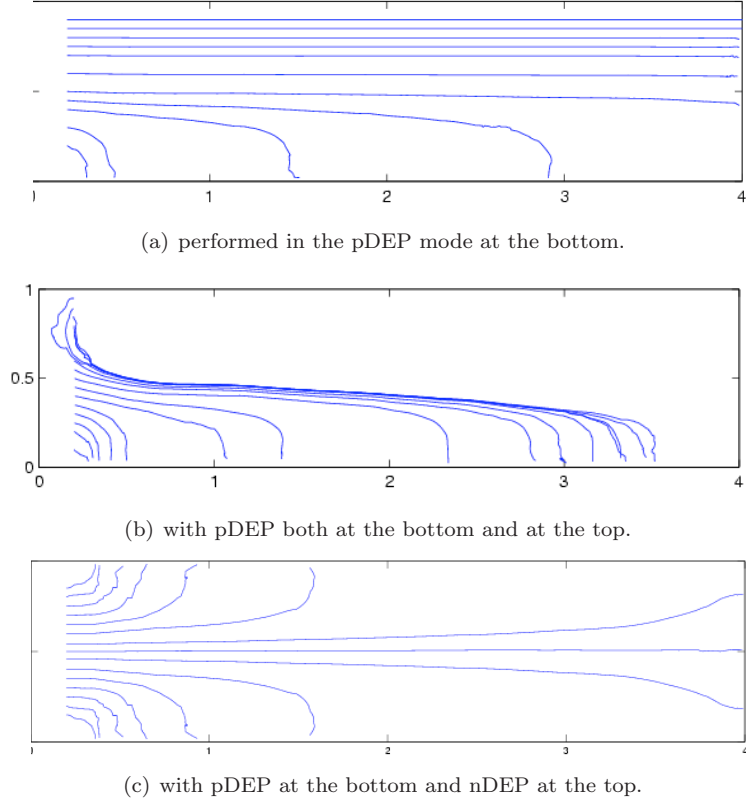 0 1 2 3 4
(a) performed in the pDEP mode at the bottom.
1
0.5
0
0 1 2 3 4
(b) with pDEP both at the bottom and at the top.
0 1 2 3 4
(c) with pDEP at the bottom and nDEP at the top.